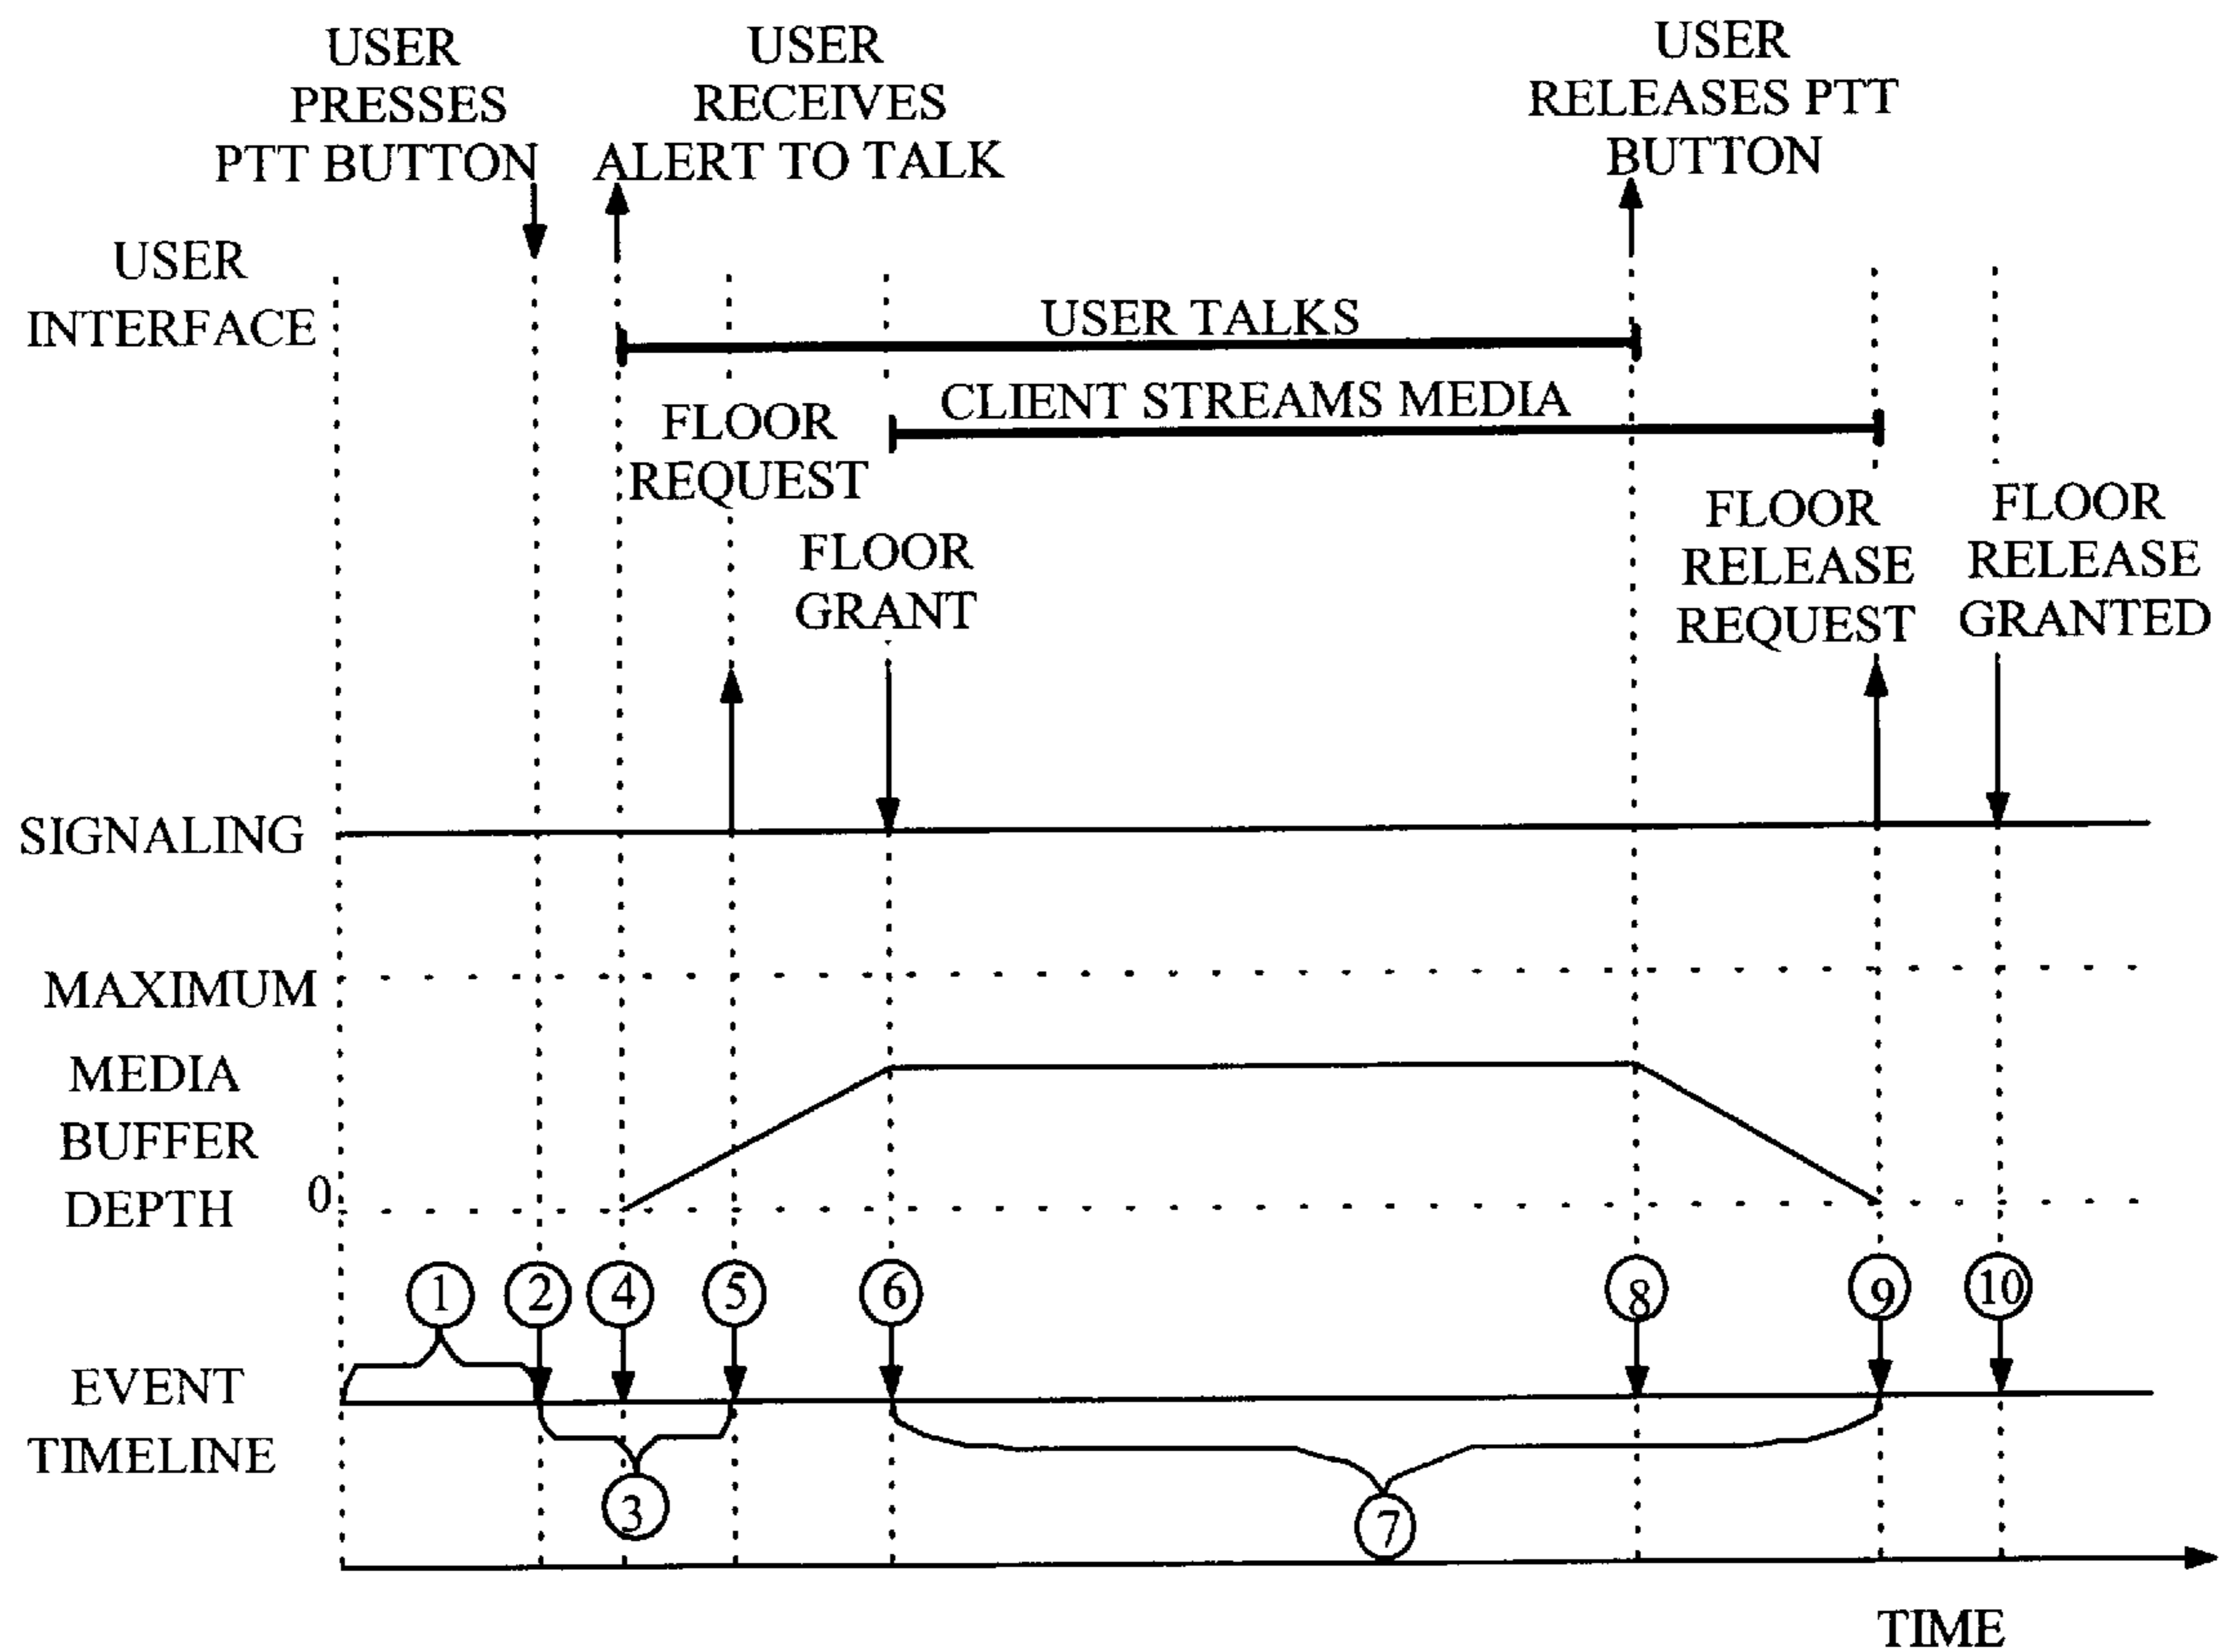 USER
PRESSES
PTT BUTTON
USER
RECEIVES
ALERT TO TALK
USER
RELEASES PTT
BUTTON
USER
INTERFACE
USER TALKS
CLIENT STREAMS MEDIA
FLOOR
REQUEST
FLOOR
GRANT
FLOOR
RELEASE
REQUEST
FLOOR
RELEASE
GRANTED
SIGNALING
MAXIMUM
MEDIA
BUFFER
DEPTH
0
1
2
4
5
6
8
9
10
EVENT
TIMELINE
3
7
TIME